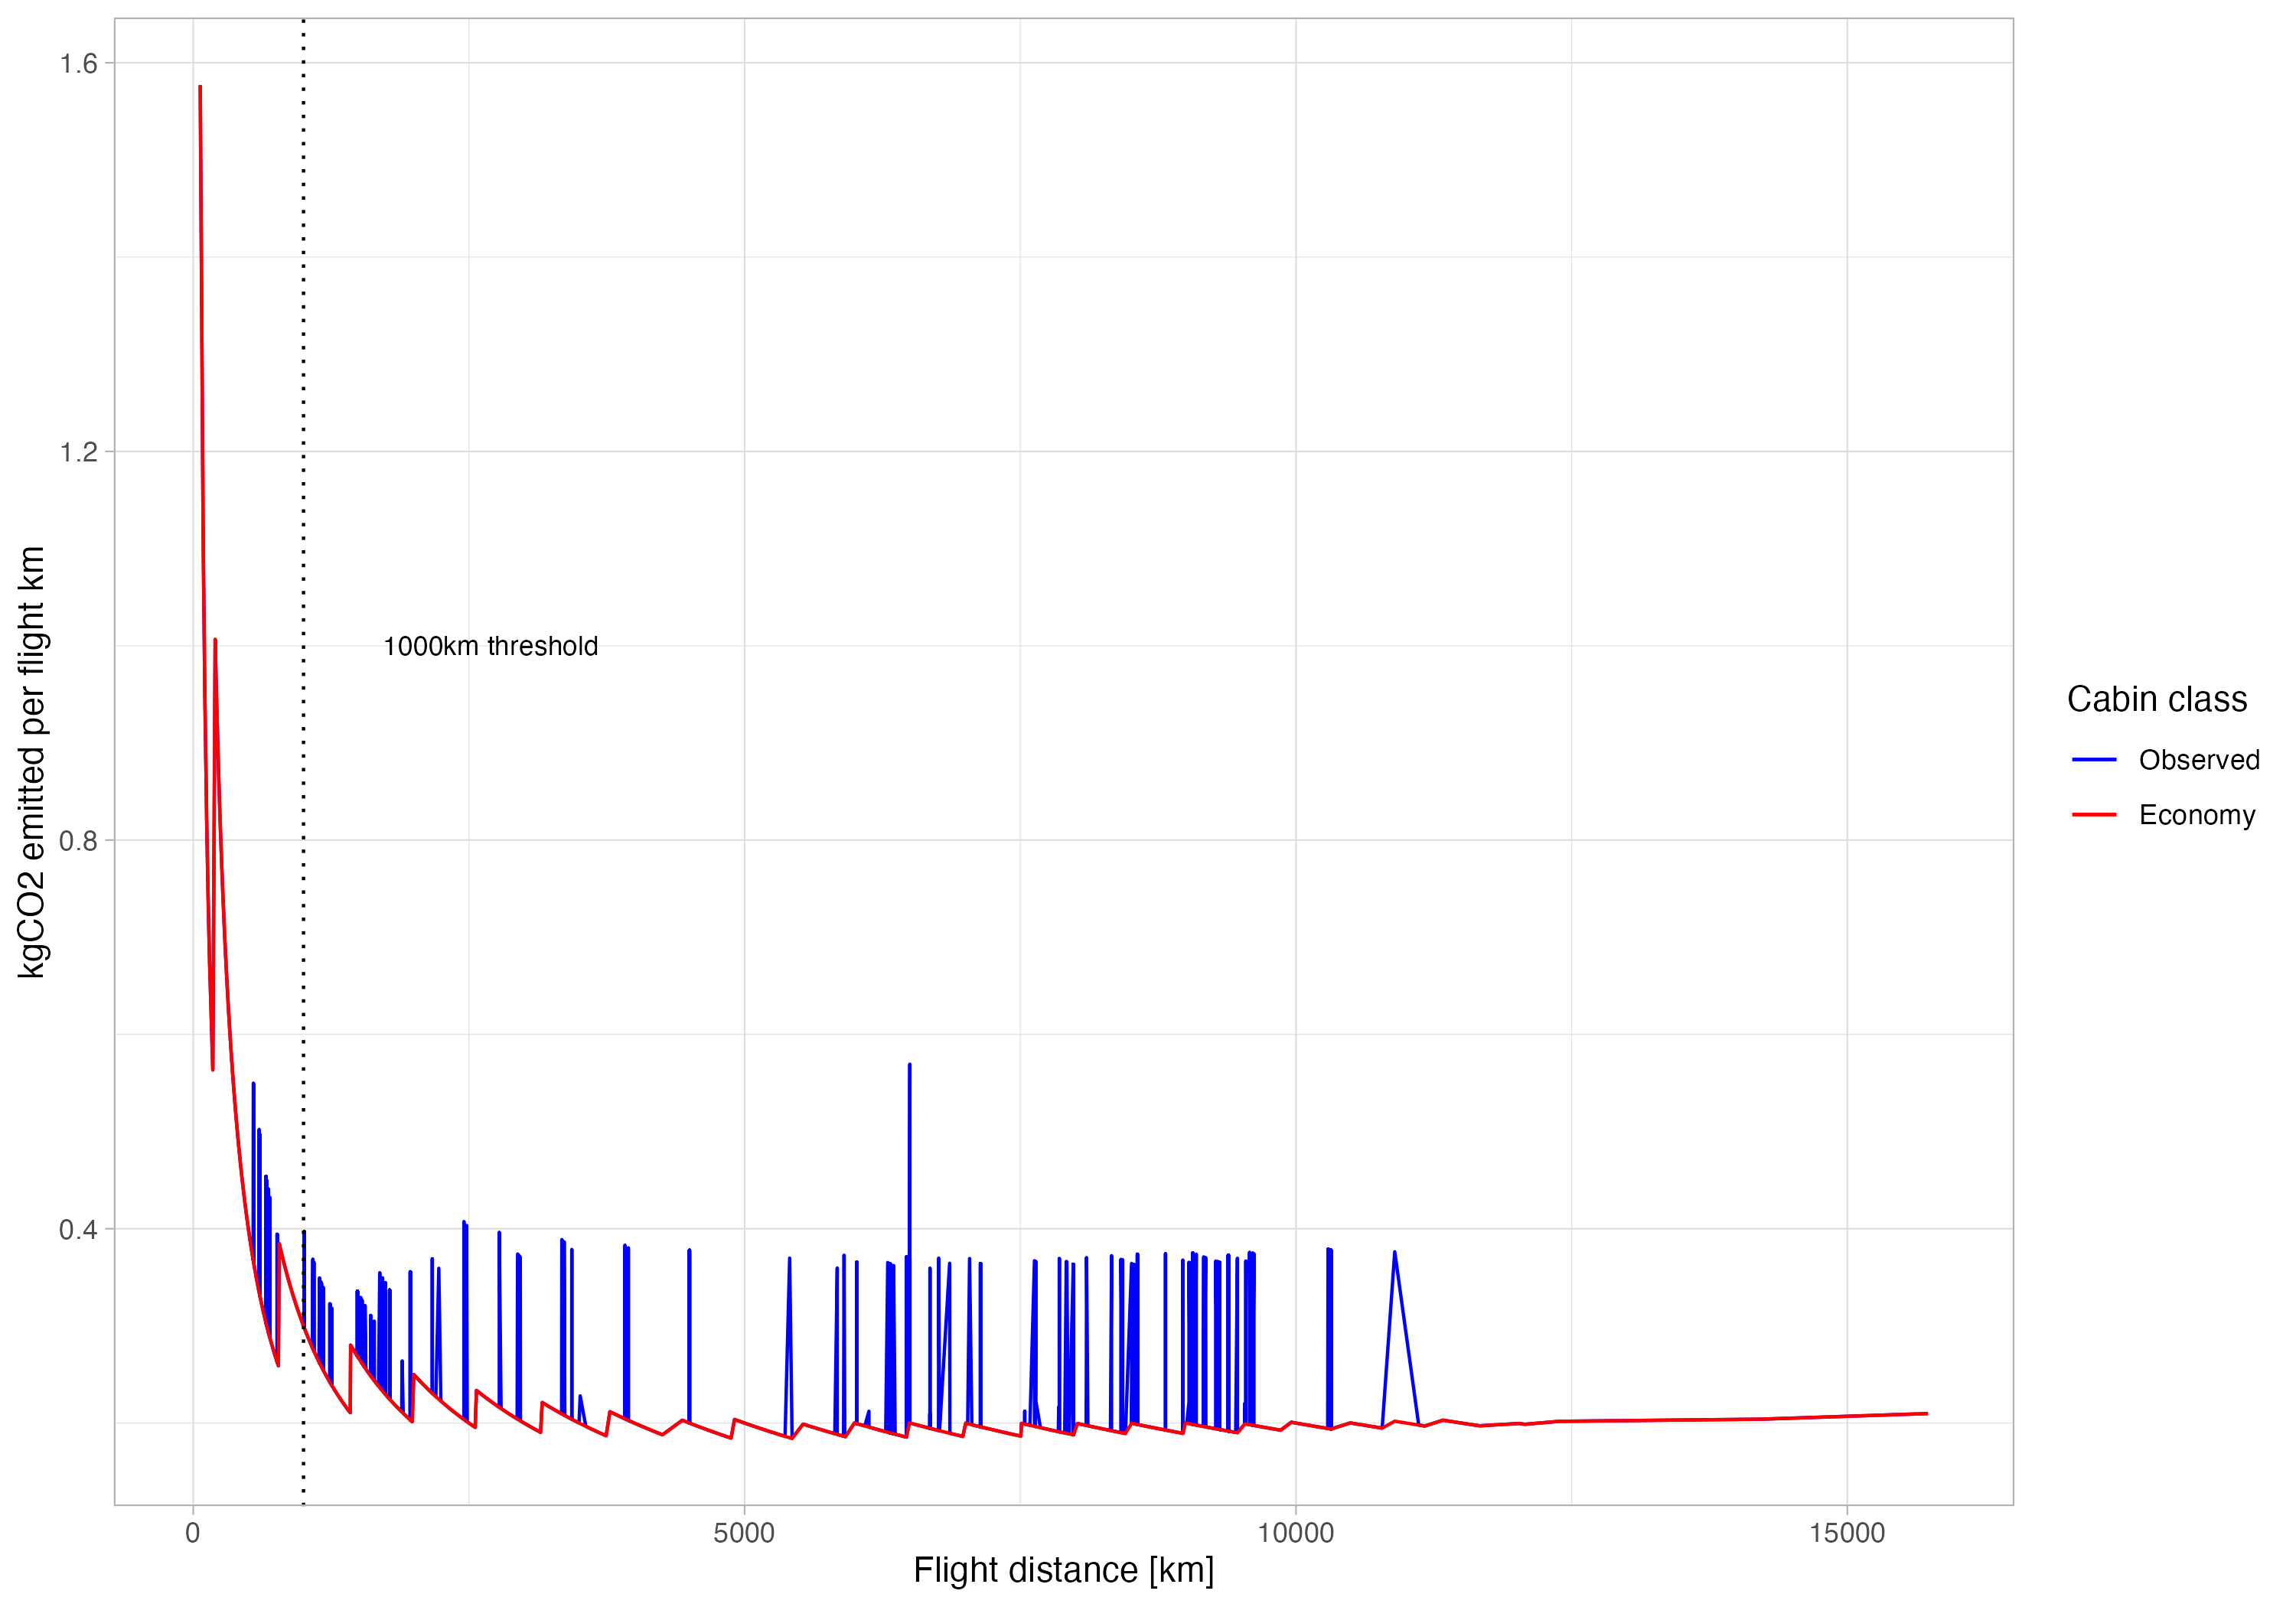 1.6
1.2
0.8
0.4
kgCO2 emitted per flight km
1000km threshold
0
5000
10000
15000
Flight distance [km]
Cabin class
Observed
Economy